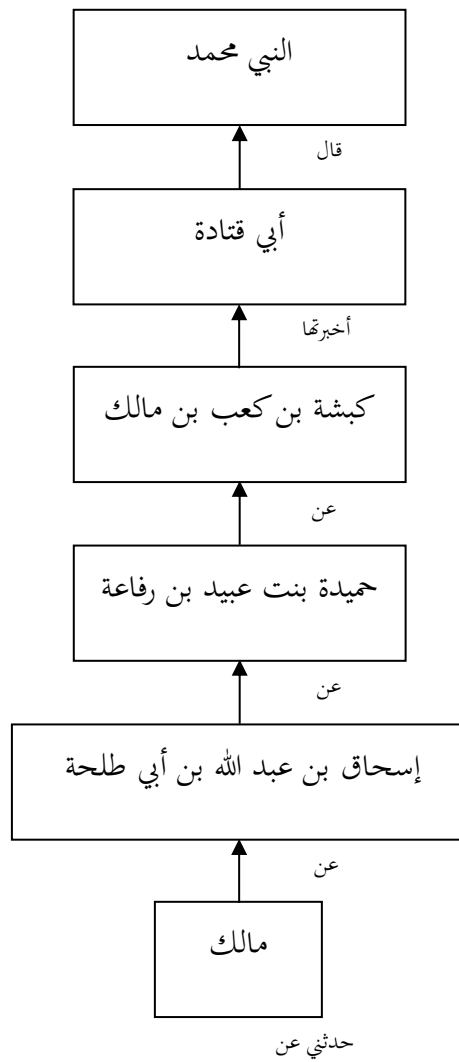 النبي محمد
قال
أبي قتادة
أخبرتها
كبشة بن كعب بن مالك
عن
حميدة بنت عبيد بن رفاعة
عن
إسحاق بن عبد الله بن أبي طلحة
عن
مالك
حدثني عن